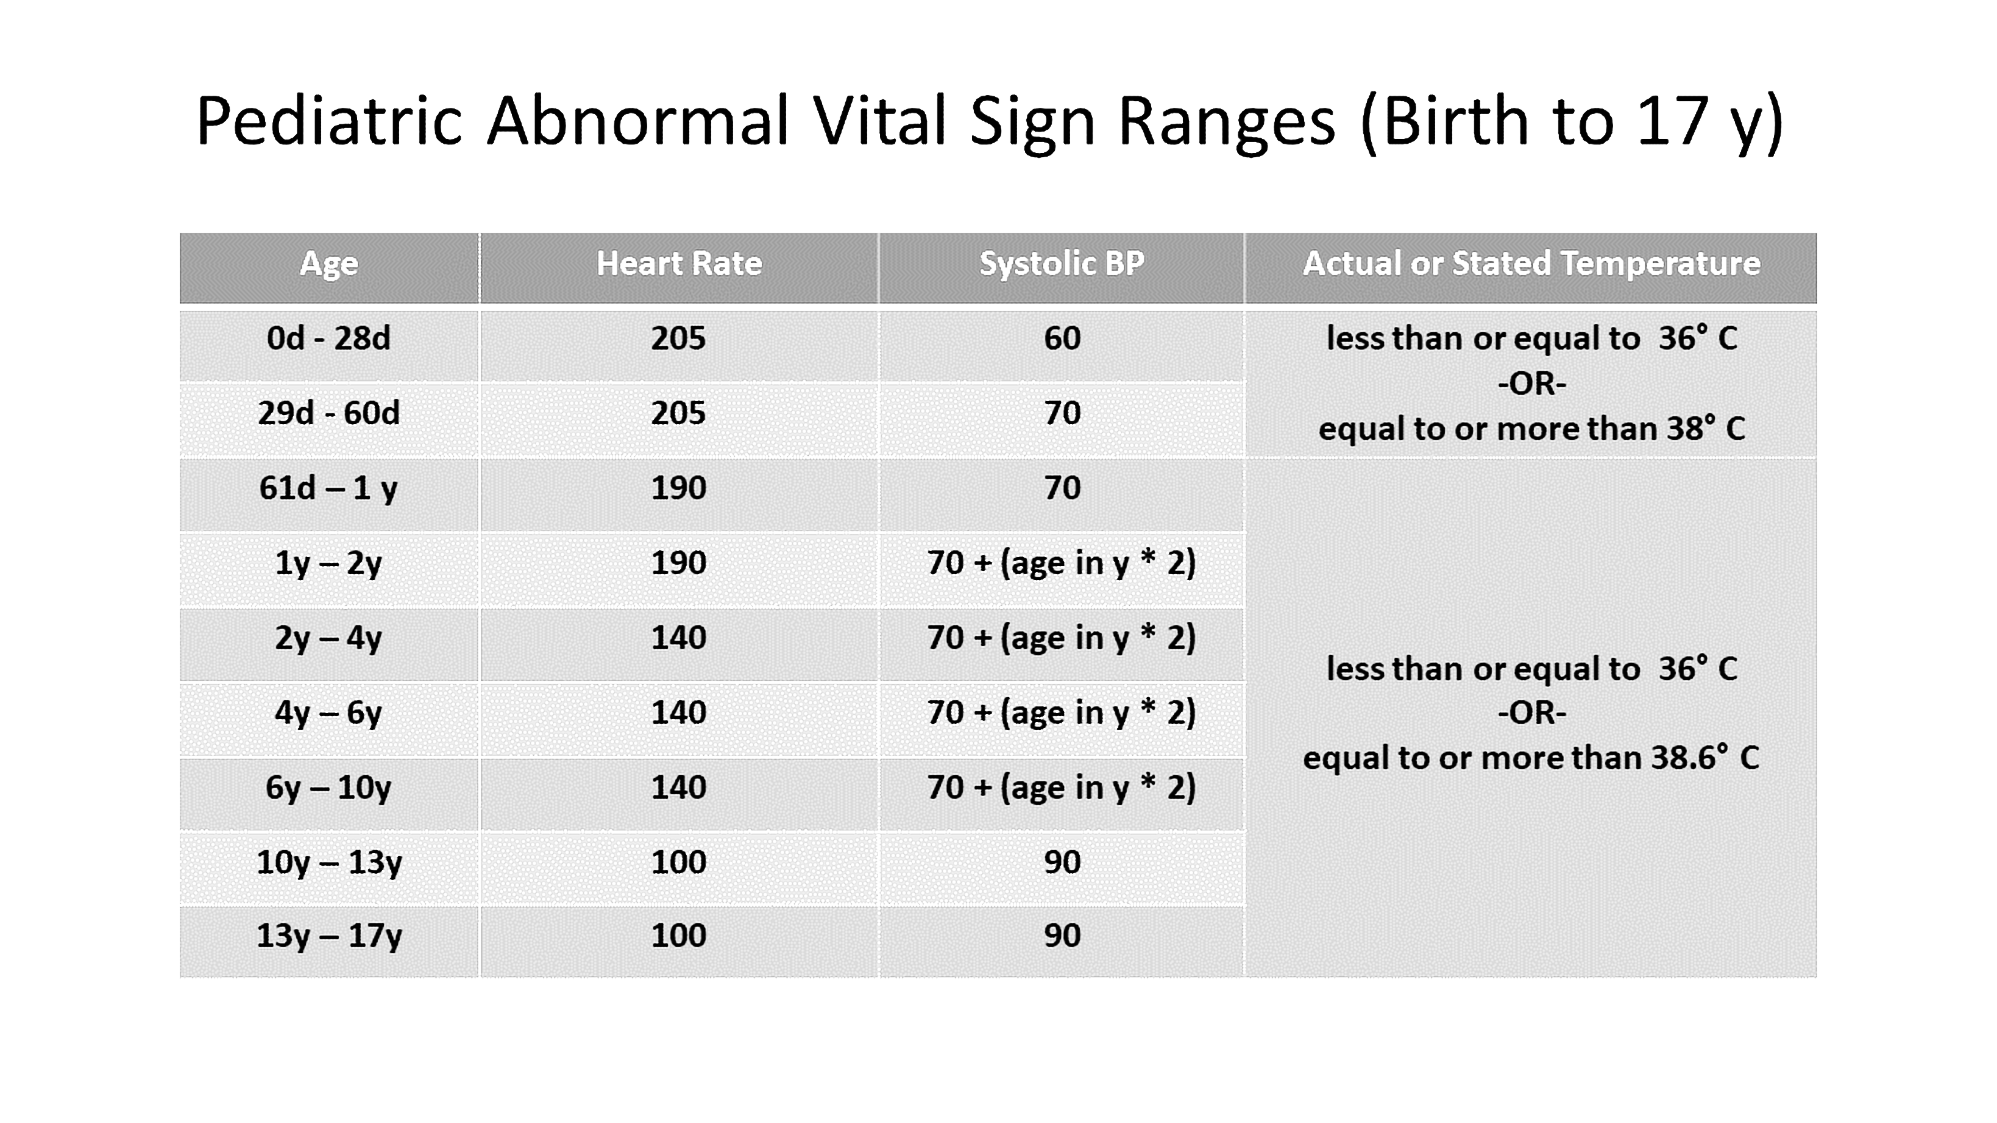 Pediatric Abnormal Vital Sign Ranges (Birth to 17 y)
Age Heart Rate Systolic BP Actual or Stated Temperature
0d - 28d 205 60 less than or equal to 36° C
-OR-
29d - 60d 205 70 equal to or more than 38° C
61d – 1 y 190 70
1y – 2y 190 70 + (age in y * 2)
2y – 4y 140 70 + (age in y * 2) less than or equal to 36° C
4y – 6y 140 70 + (age in y * 2) -OR-
6y – 10y 140 70 + (age in y * 2) equal to or more than 38.6° C
10y – 13y 100 90
13y – 17y 100 90